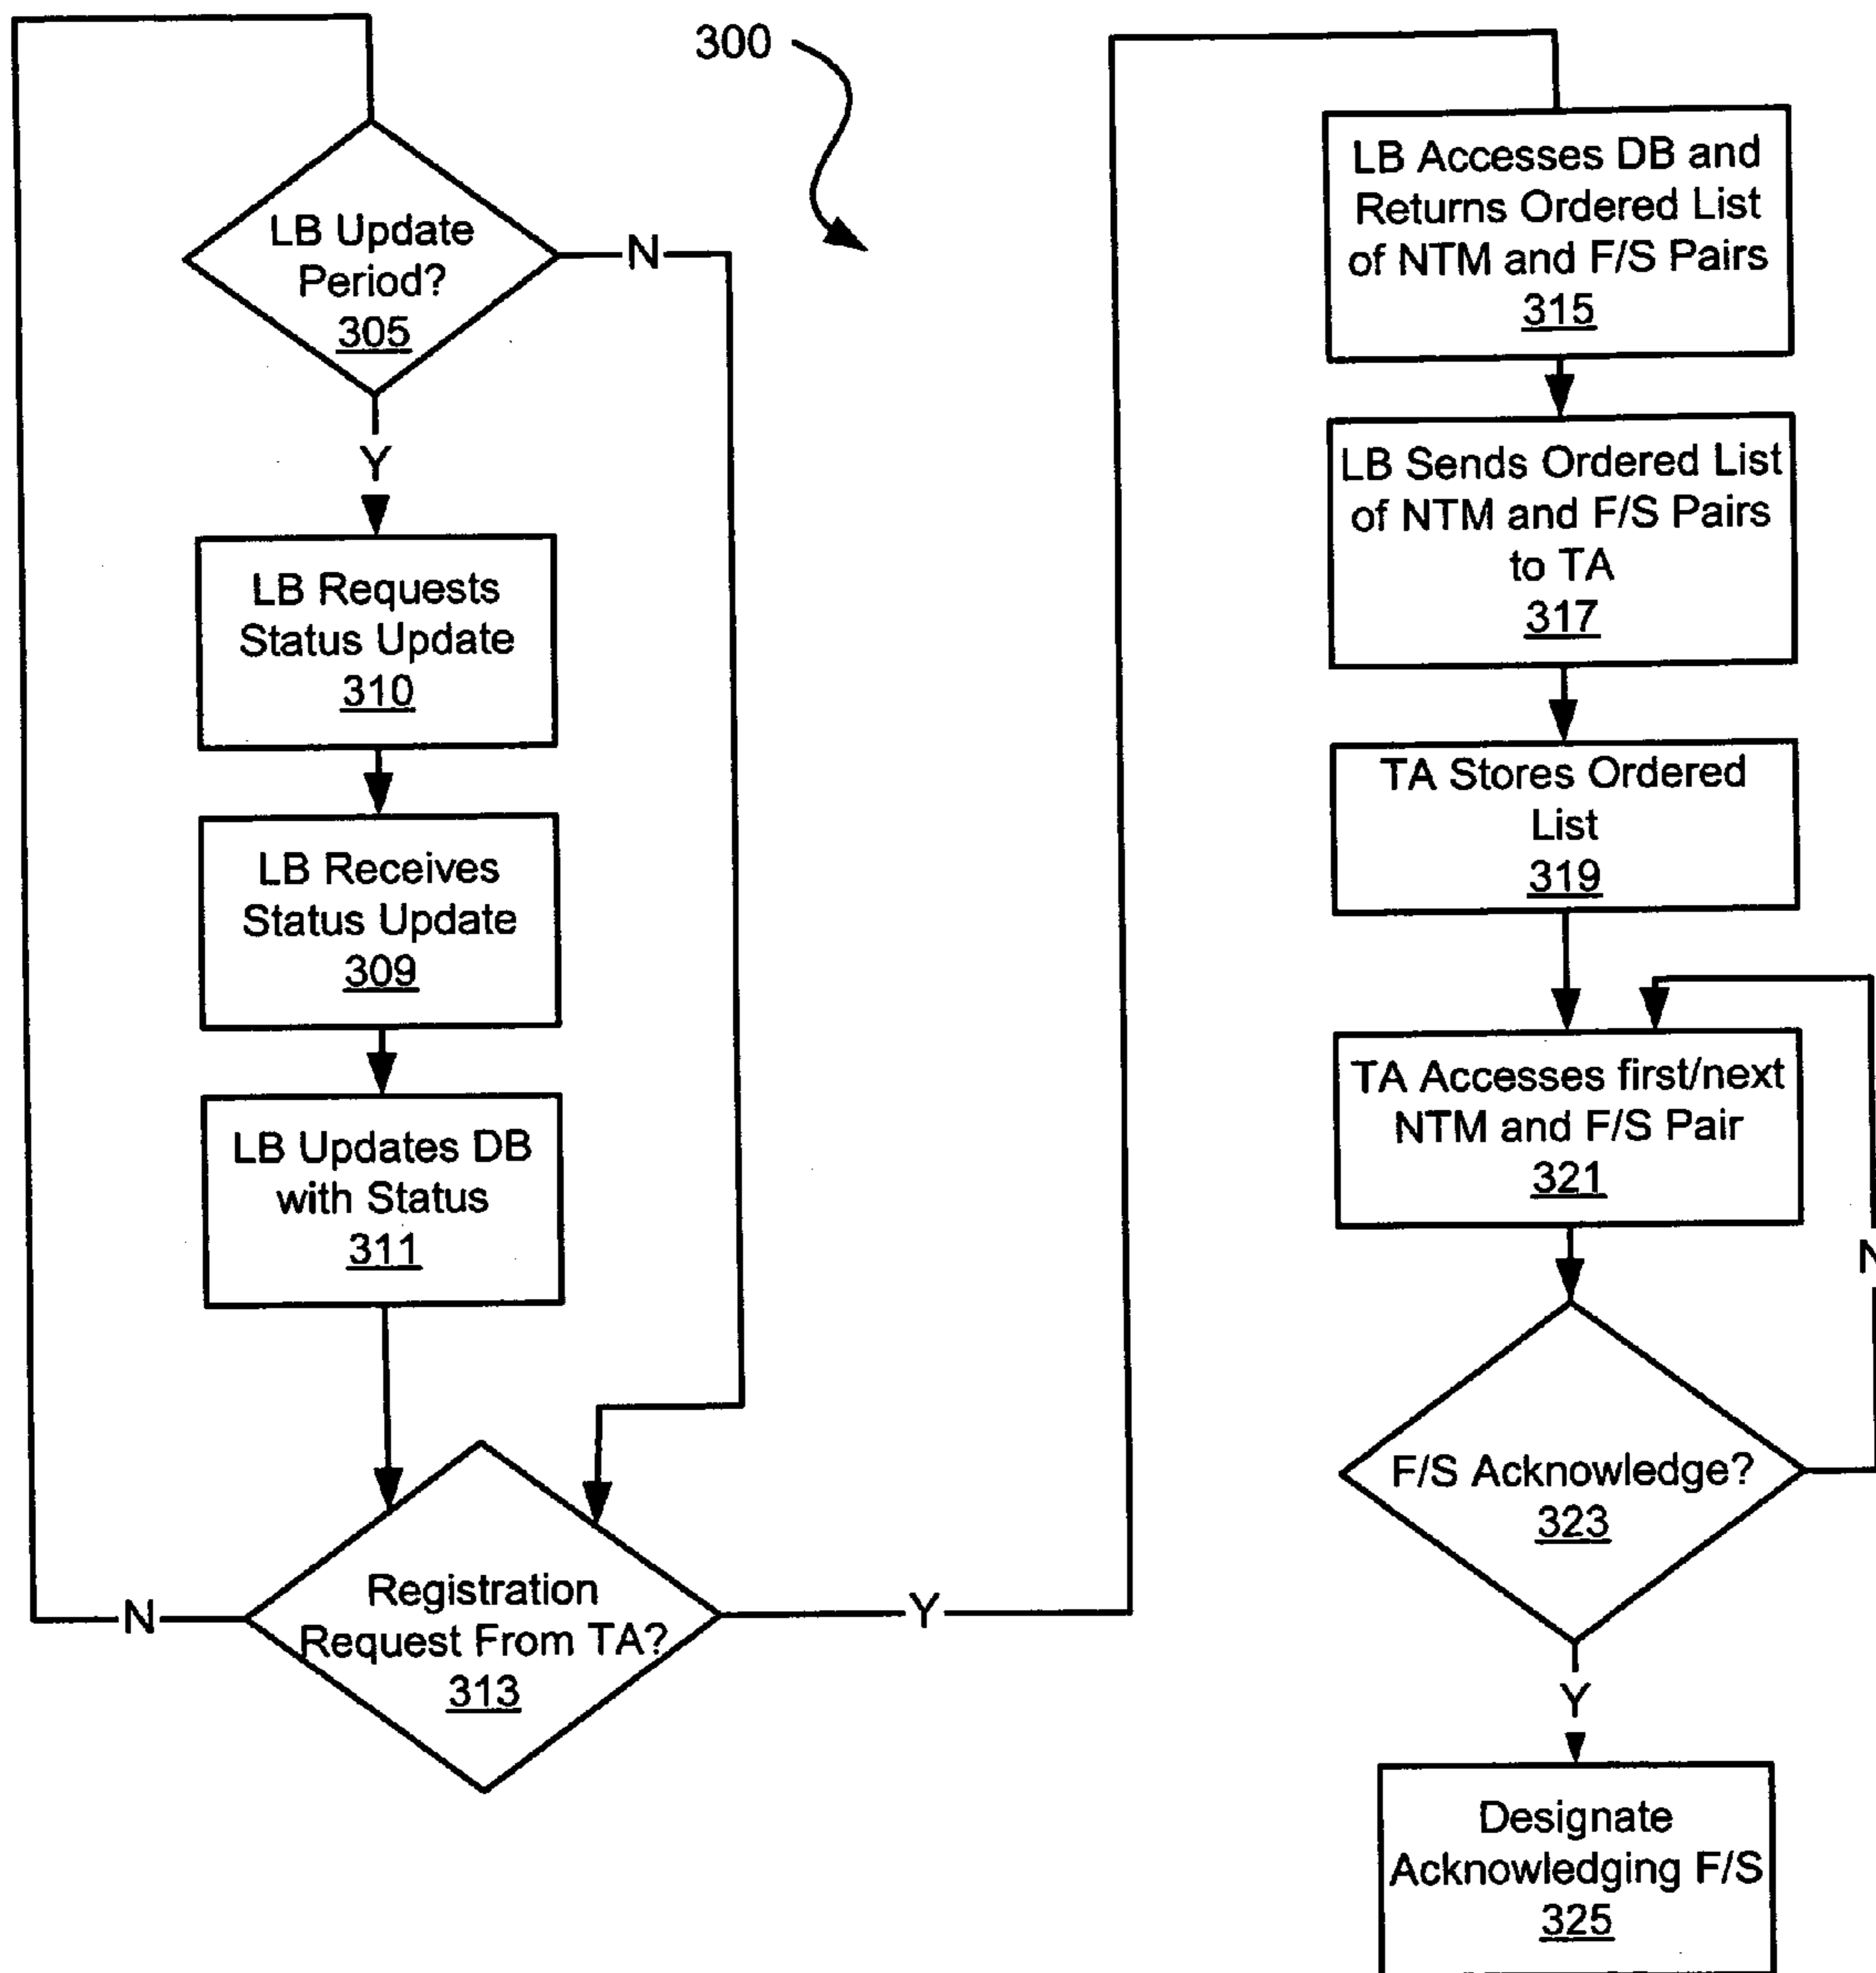 300
LB Update
Period?
305
N
Y
LB Requests
Status Update
310
LB Receives
Status Update
309
LB Updates DB
with Status
311
Registration
Request From TA?
313
N
Y
LB Accesses DB and
Returns Ordered List
of NTM and F/S Pairs
315
LB Sends Ordered List
of NTM and F/S Pairs
to TA
317
TA Stores Ordered
List
319
TA Accesses first/next
NTM and F/S Pair
321
F/S Acknowledge?
323
N
Y
Designate
Acknowledging F/S
325